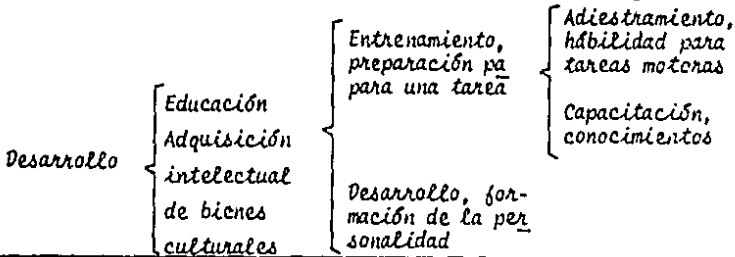 Desarrollo
Educación
Adquisición
intelectual
de bienes
culturales
Entrenamiento,
preparación pa
para una tarea
Desarrollo, for-
mación de la per
sonalidad
Adiestramiento,
habilidad para
tareas motoras
Capacitación,
conocimientos